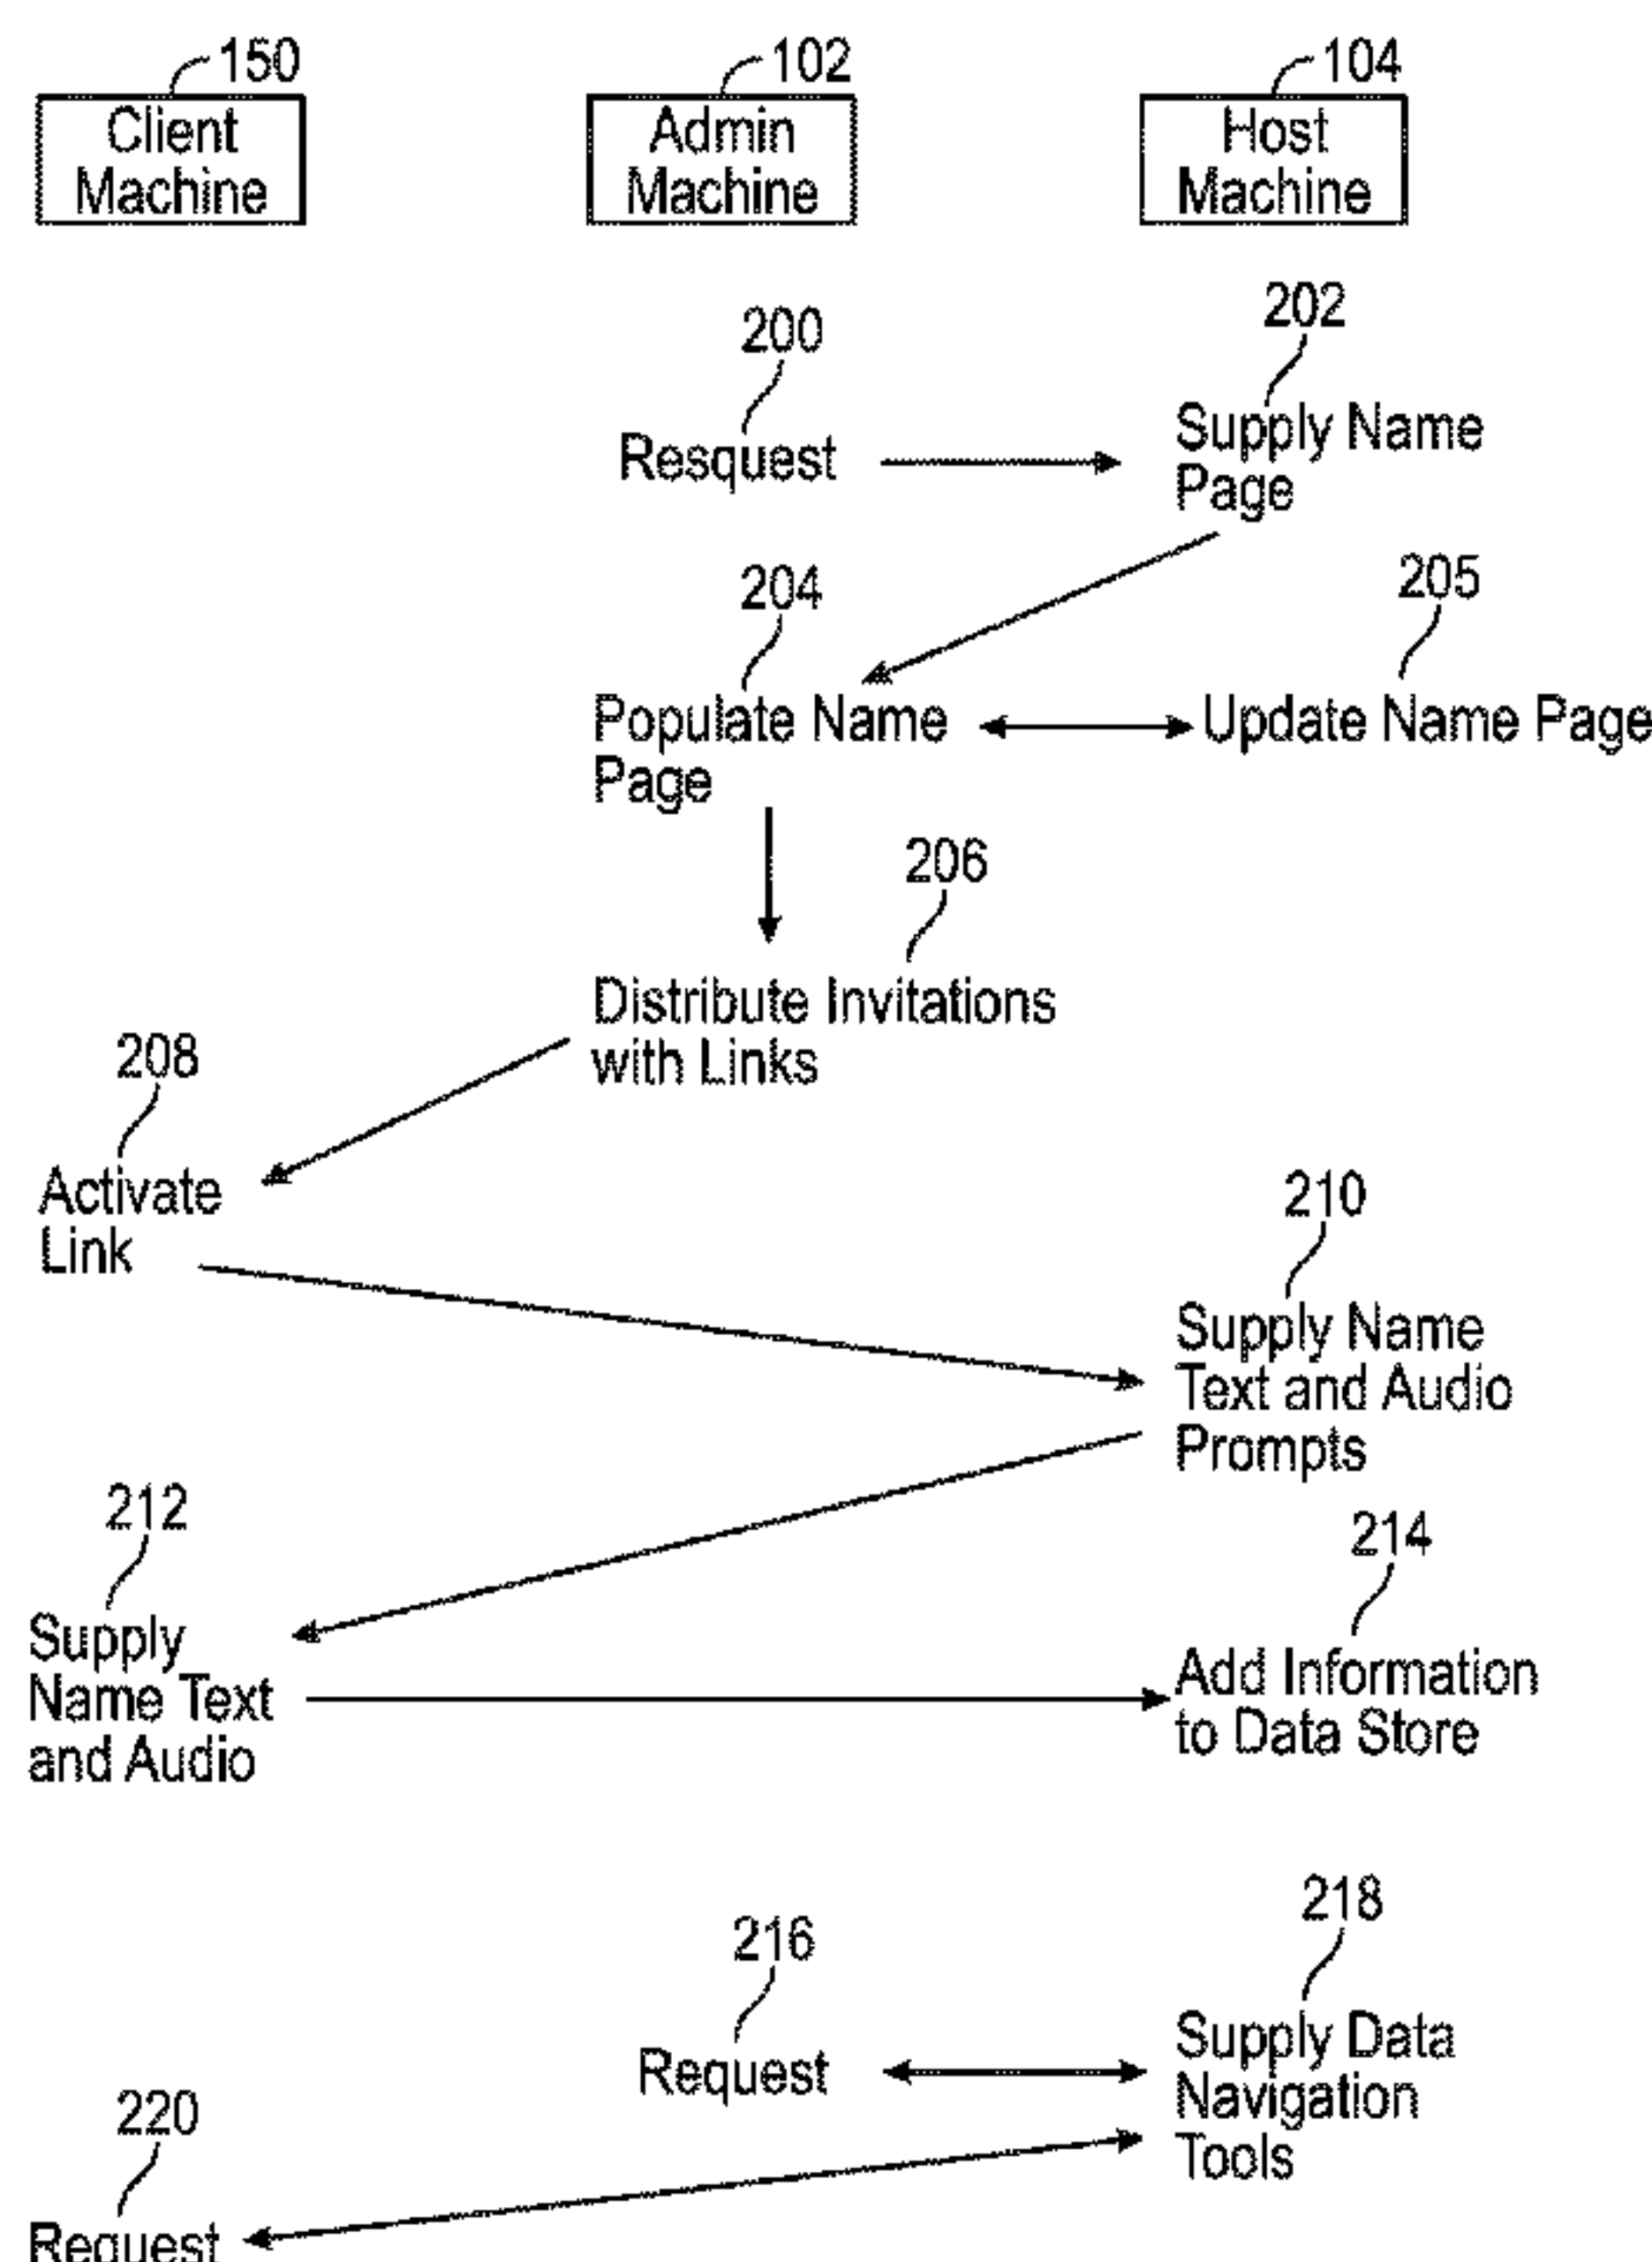 150
102
104
Client
Machine
Admin
Machine
Host
Machine
200
202
Resquest
Supply Name
Page
204
205
Populate Name
Page
Update Name Page
206
Distribute Invitations
with Links
208
Activate
Link
210
Supply Name
Text and Audio
Prompts
212
Supply
Name Text
and Audio
214
Add Information
to Data Store
216
218
Request
Supply Data
Navigation
Tools
220
Request